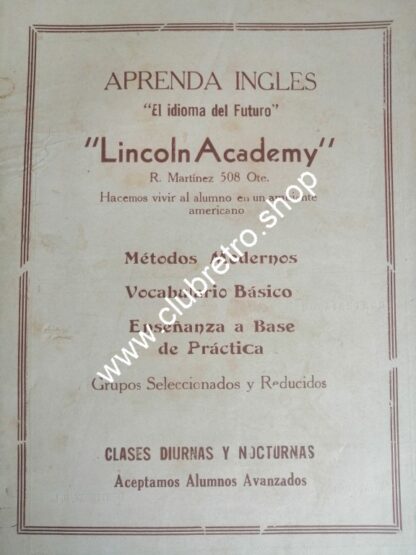 APRENDA INGLES
"El idioma del Futuro"
"Lincoln Academy"
R. Martínez 508 Ote.
Hacemos vivir al alumno en un ambiente
americano
Métodos Modernos
Vocabulario Básico
Enseñanza a Base
de Práctica
Grupos Seleccionados y Reducidos
CLASES DIURNAS Y NOCTURNAS
Aceptamos Alumnos Avanzados
www.clubretro.shop